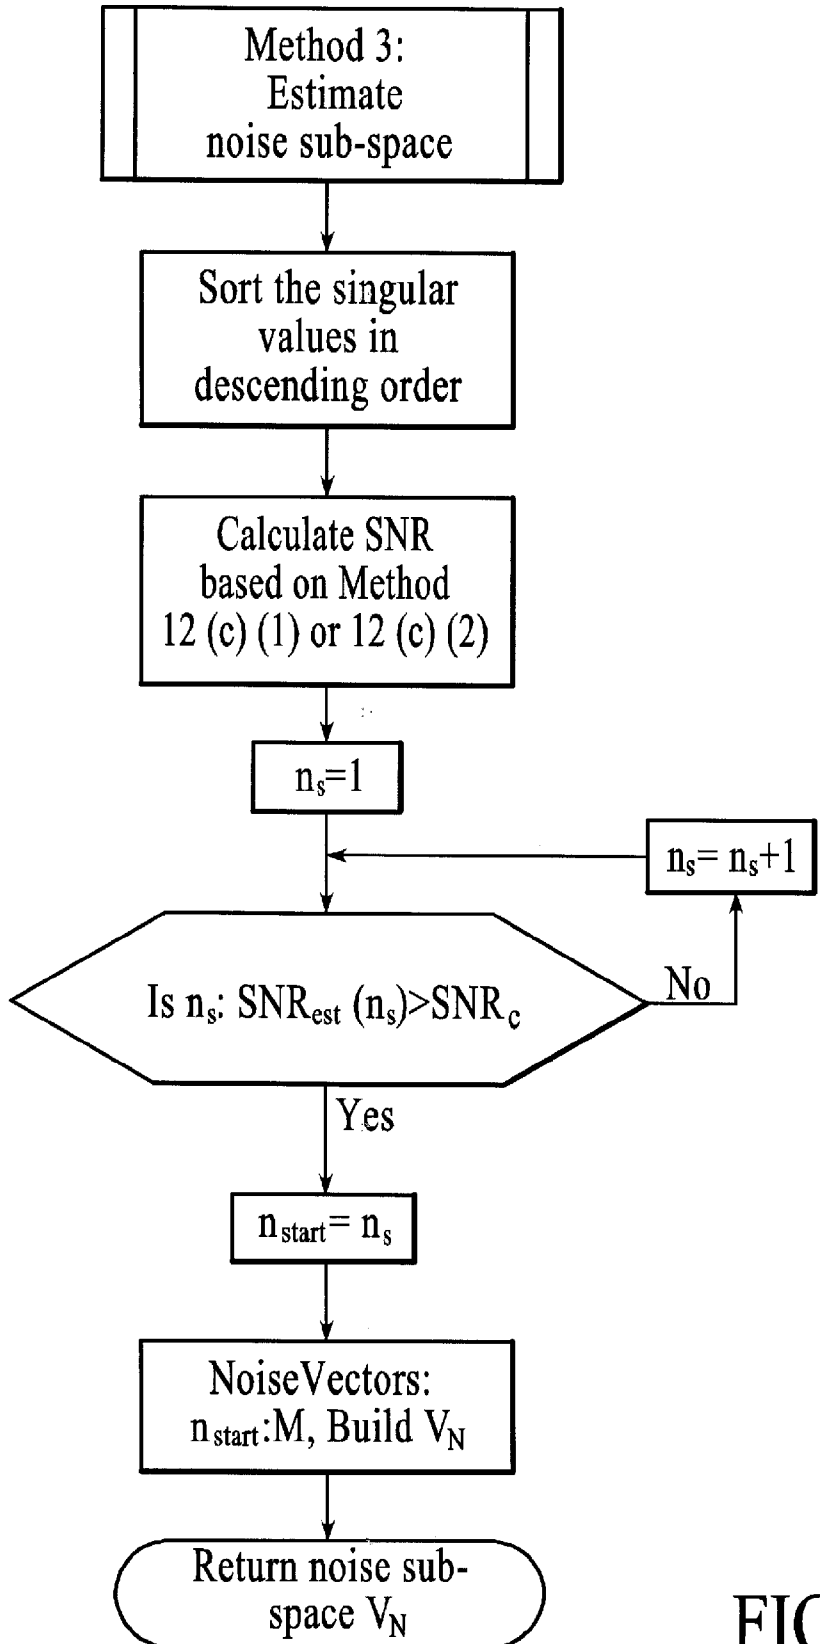 Method 3:
Estimate
noise sub-space
Sort the singular
values in
descending order
Calculate SNR
based on Method
12 (c) (1) or 12 (c) (2)
nₛ=1
nₛ= nₛ+1
Is nₛ: SNRest (nₛ)>SNRc
No
Yes
nstart= nₛ
NoiseVectors:
nstart:M, Build VN
Return noise sub-
space VN